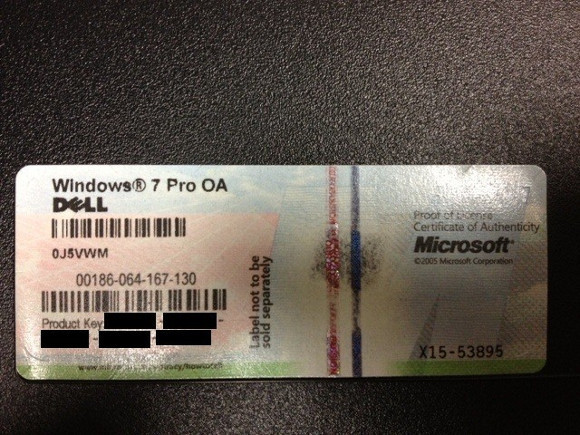 Windows® 7 Pro OA
DELL
0J5VWM
00186-064-167-130
Product Key:
Label not to be
sold separately
Proof of License
Certificate of Authenticity
Microsoft®
©2005 Microsoft Corporation
X15-53895